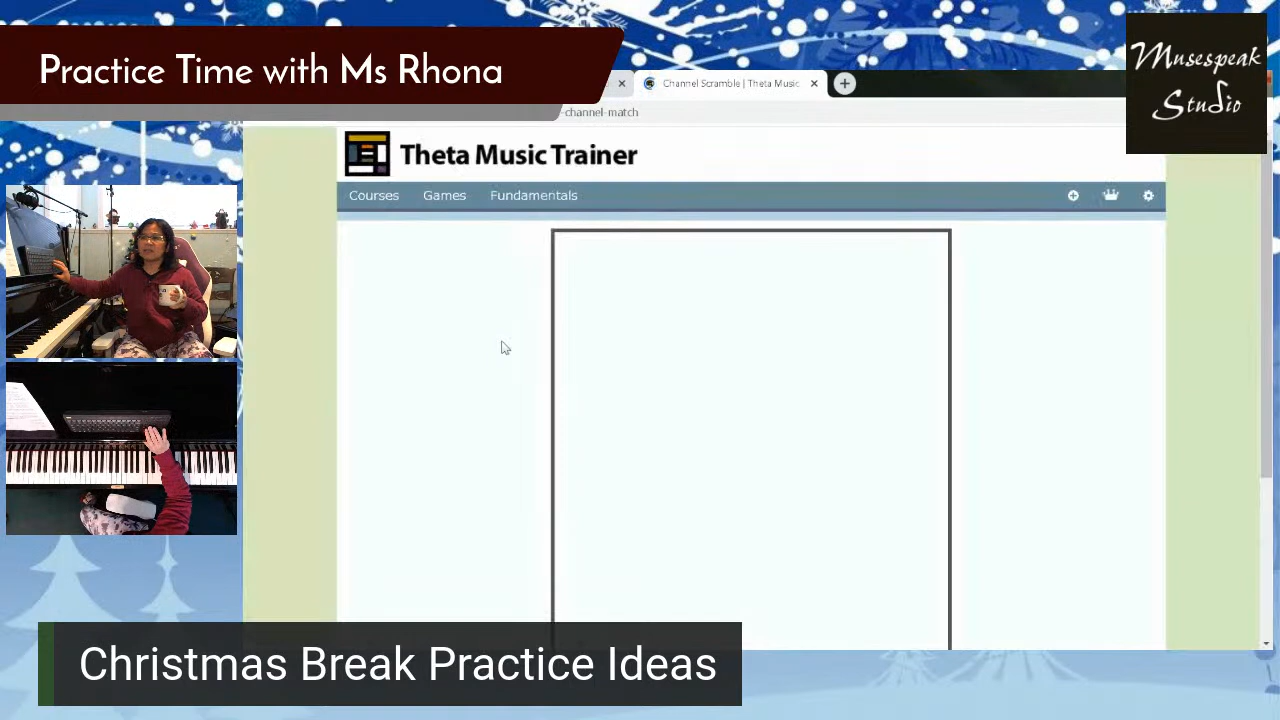 Practice Time with Ms Rhona
Musespeak
Studio
Channel Scramble | Theta Music
-channel-match
Theta Music Trainer
Courses Games Fundamentals
Christmas Break Practice Ideas